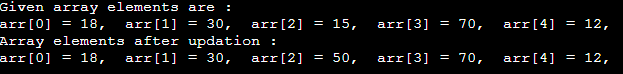 Given array elements are :
arr[0] = 18,  arr[1] = 30,  arr[2] = 15,  arr[3] = 70,  arr[4] = 12,
Array elements after updation :
arr[0] = 18,  arr[1] = 30,  arr[2] = 50,  arr[3] = 70,  arr[4] = 12,